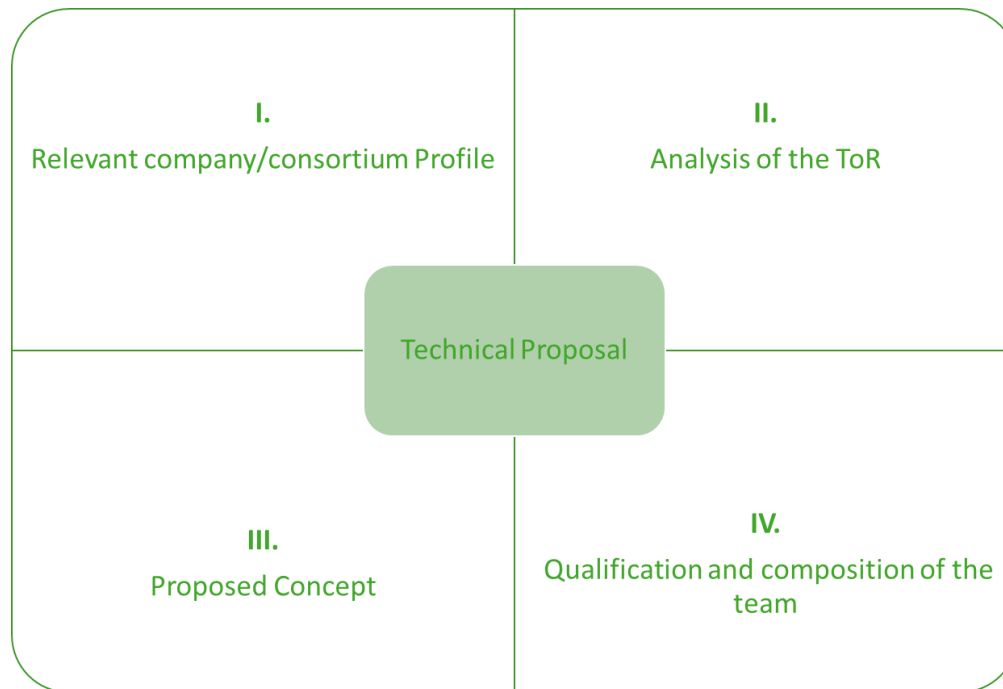 I.
Relevant company/consortium Profile
II.
Analysis of the ToR
Technical Proposal
III.
Proposed Concept
IV.
Qualification and composition of the
team